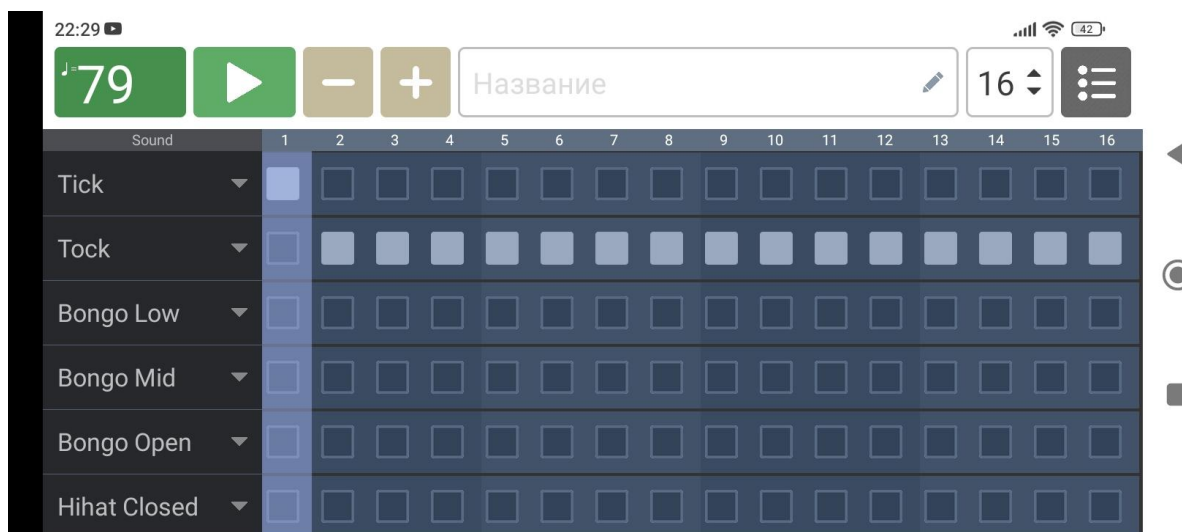 22:29
42
♩=79
Название
16
Sound 1 2 3 4 5 6 7 8 9 10 11 12 13 14 15 16
Tick
Tock
Bongo Low
Bongo Mid
Bongo Open
Hihat Closed